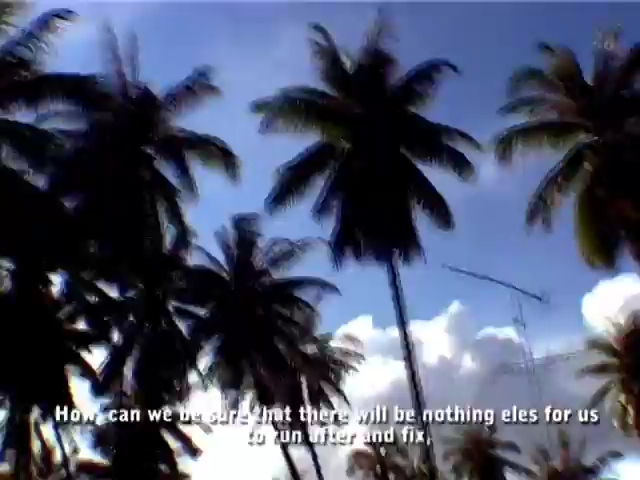 How, can we be sure that there will be nothing eles for us
to run after and fix,